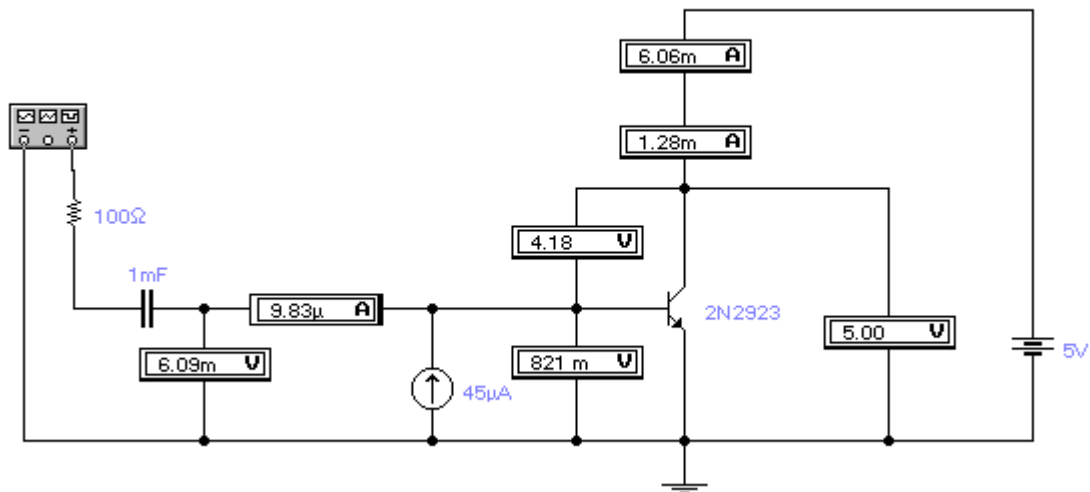 6.06m A
1.28m A
− +
100Ω
4.18 V
1mF
9.83µ A
2N2923
5.00 V
6.09m V
821 m V
5V
45µA